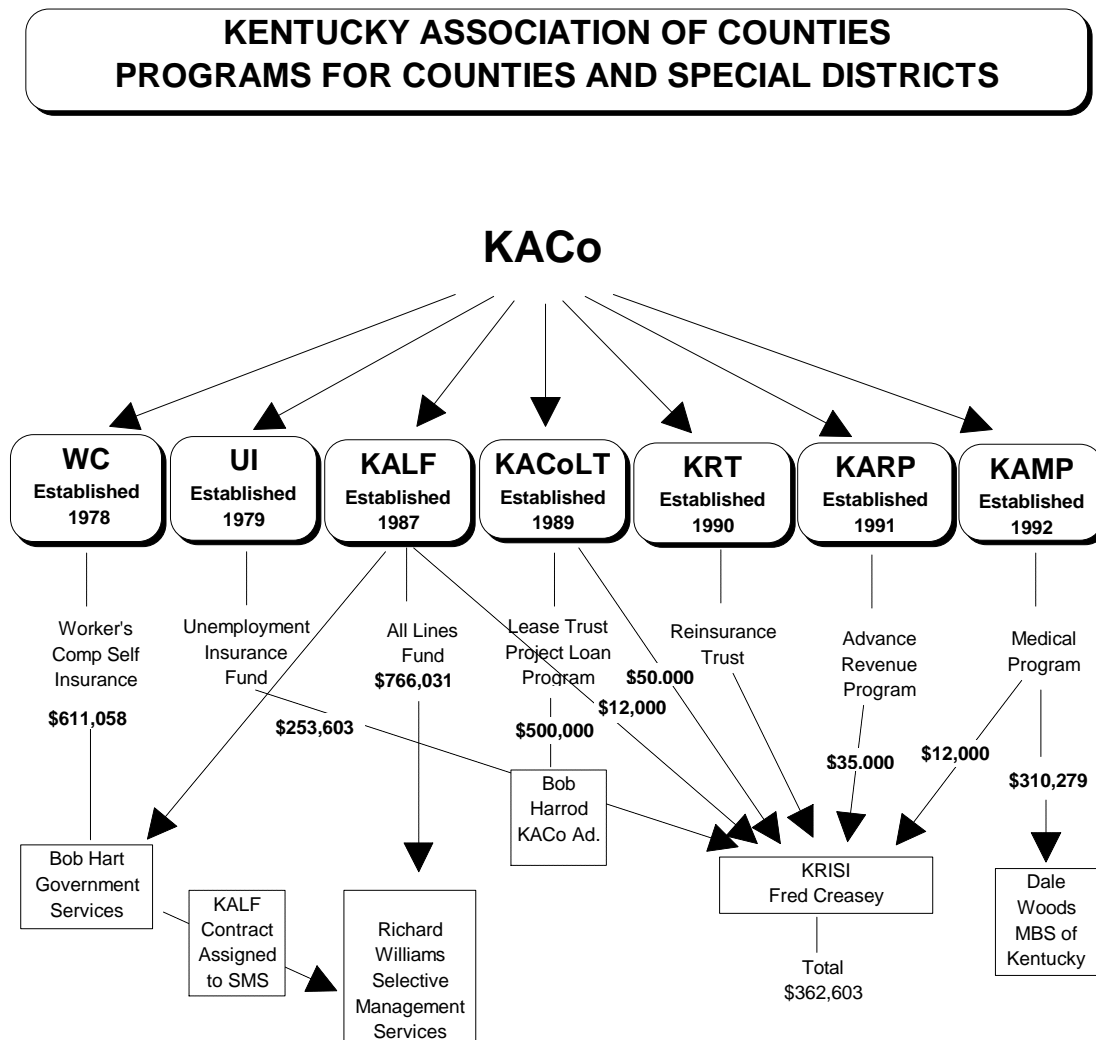 KENTUCKY ASSOCIATION OF COUNTIES
PROGRAMS FOR COUNTIES AND SPECIAL DISTRICTS
KACo
WC
Established
1978
UI
Established
1979
KALF
Established
1987
KACoLT
Established
1989
KRT
Established
1990
KARP
Established
1991
KAMP
Established
1992
Worker's
Comp Self
Insurance
$611,058
Unemployment
Insurance
Fund
$253,603
All Lines
Fund
$766,031
Lease Trust
Project Loan
Program
$500,000
$50.000
$12,000
Reinsurance
Trust
Advance
Revenue
Program
$35.000
Medical
Program
$12,000
$310,279
Bob Hart
Government
Services
KALF
Contract
Assigned
to SMS
Richard
Williams
Selective
Management
Services
Bob
Harrod
KACo Ad.
KRISI
Fred Creasey
Total
$362,603
Dale
Woods
MBS of
Kentucky